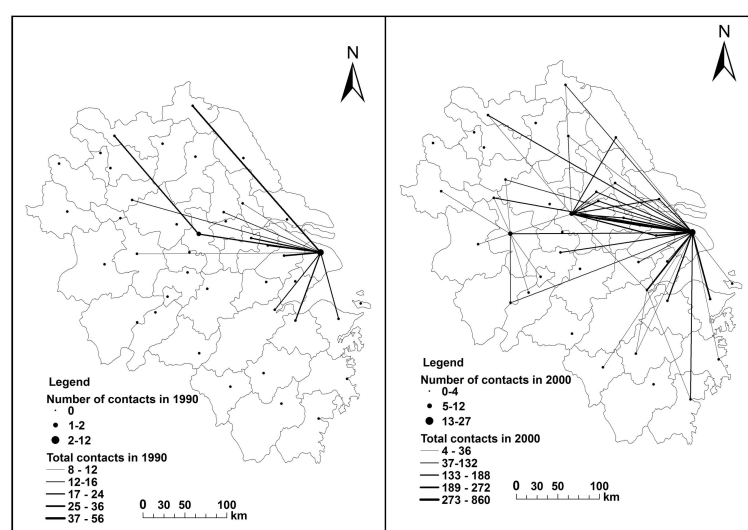 N
Legend
Number of contacts in 1990
0
1-2
2-12
Total contacts in 1990
8 - 12
12-16
17 - 24
25 - 36
37 - 56
0 30 50 100
km
N
Legend
Number of contacts in 2000
0-4
5-12
13-27
Total contacts in 2000
4 - 36
37-132
133 - 188
189 - 272
273 - 860
0 30 50 100
km